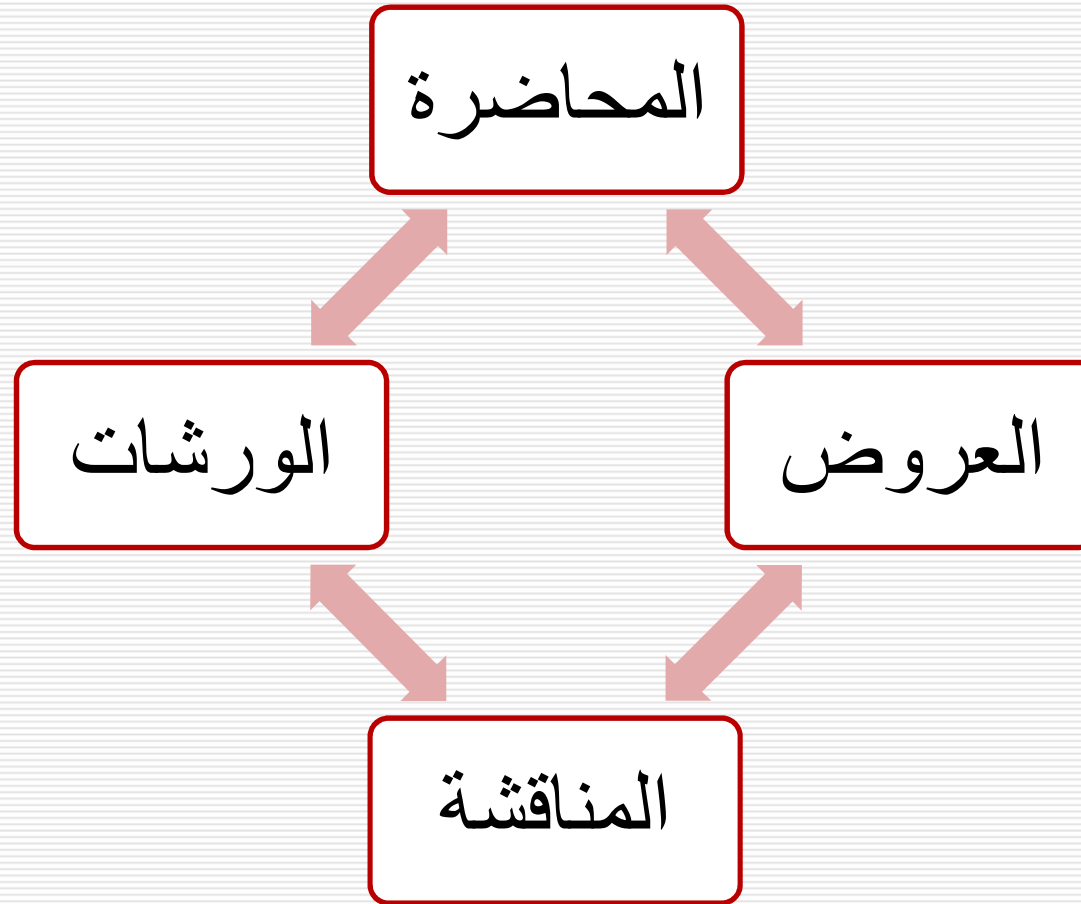 المحاضرة
العروض
الورشات
المناقشة